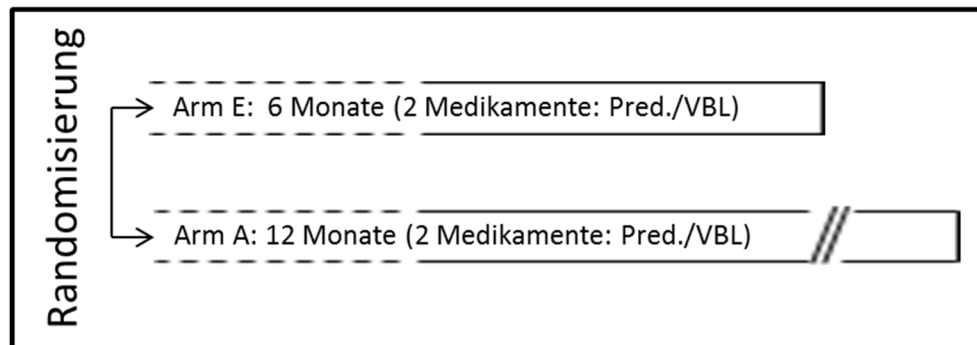 Randomisierung
Arm E: 6 Monate (2 Medikamente: Pred./VBL)
Arm A: 12 Monate (2 Medikamente: Pred./VBL)